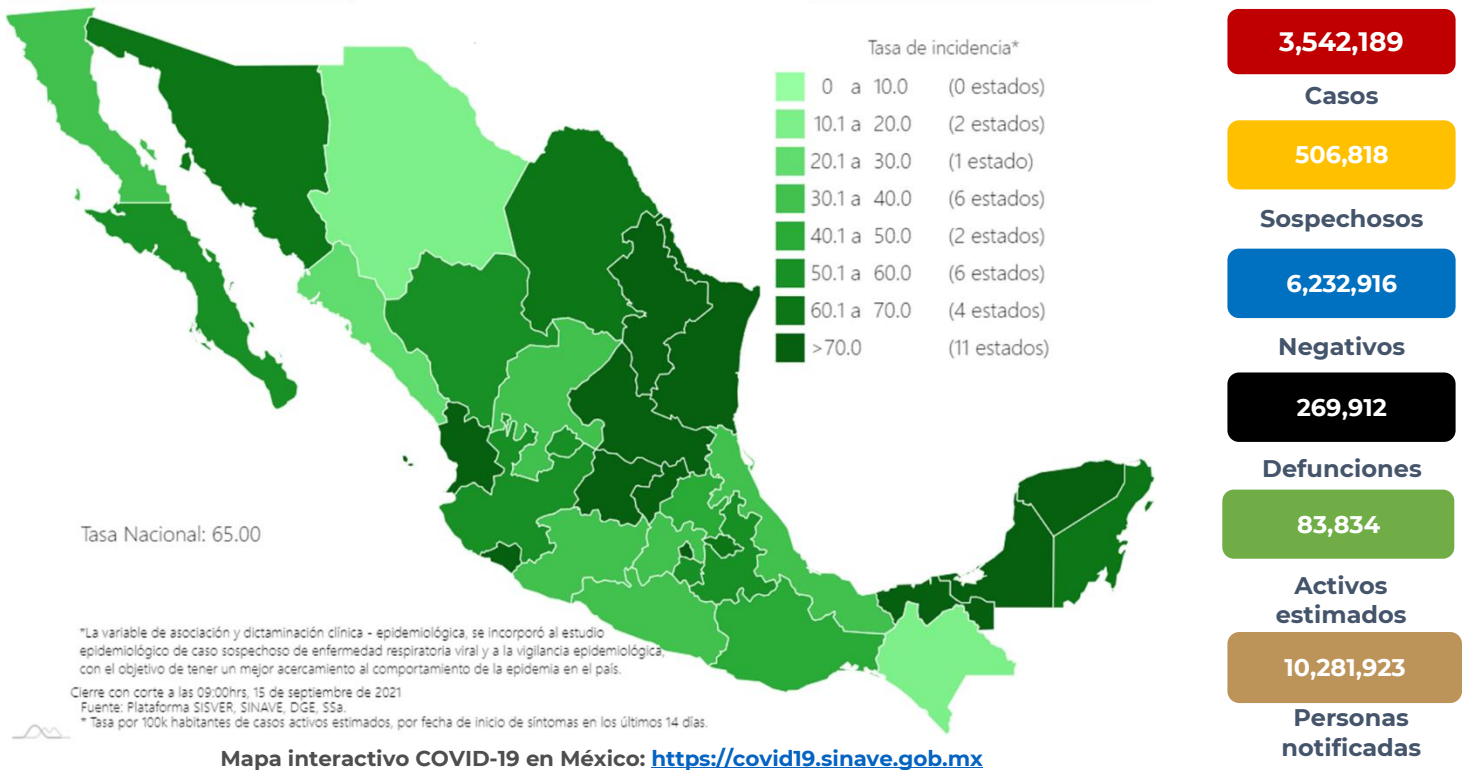 Tasa de incidencia*
0 a 10.0 (0 estados)
10.1 a 20.0 (2 estados)
20.1 a 30.0 (1 estado)
30.1 a 40.0 (6 estados)
40.1 a 50.0 (2 estados)
50.1 a 60.0 (6 estados)
60.1 a 70.0 (4 estados)
>70.0 (11 estados)
Tasa Nacional: 65.00
*La variable de asociación y dictaminación clínica - epidemiológica, se incorporó al estudio
epidemiológico de caso sospechoso de enfermedad respiratoria viral y a la vigilancia epidemiológica,
con el objetivo de tener un mejor acercamiento al comportamiento de la epidemia en el país.
Cierre con corte a las 09:00hrs, 15 de septiembre de 2021
Fuente: Plataforma SISVER, SINAVE, DGE, SSa.
* Tasa por 100k habitantes de casos activos estimados, por fecha de inicio de síntomas en los últimos 14 días.
Mapa interactivo COVID-19 en México: https://covid19.sinave.gob.mx
3,542,189
Casos
506,818
Sospechosos
6,232,916
Negativos
269,912
Defunciones
83,834
Activos
estimados
10,281,923
Personas
notificadas